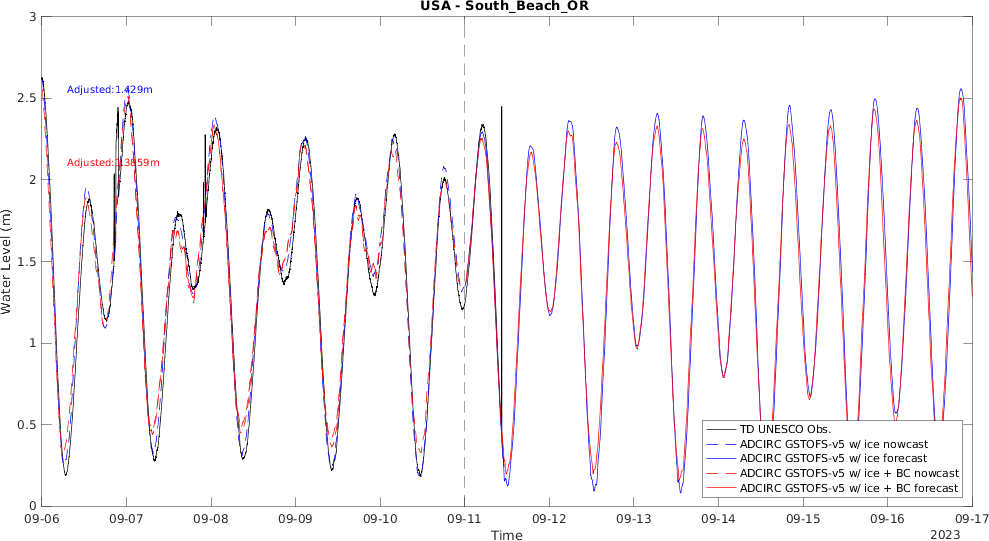 USA - South_Beach_OR
3
2.5
2
1.5
1
0.5
0
Water Level (m)
Adjusted:1.429m
Adjusted:1.3859m
TD UNESCO Obs.
ADCIRC GSTOFS-v5 w/ ice nowcast
ADCIRC GSTOFS-v5 w/ ice forecast
ADCIRC GSTOFS-v5 w/ ice + BC nowcast
ADCIRC GSTOFS-v5 w/ ice + BC forecast
09-06 09-07 09-08 09-09 09-10 09-11 09-12 09-13 09-14 09-15 09-16 09-17
Time
2023